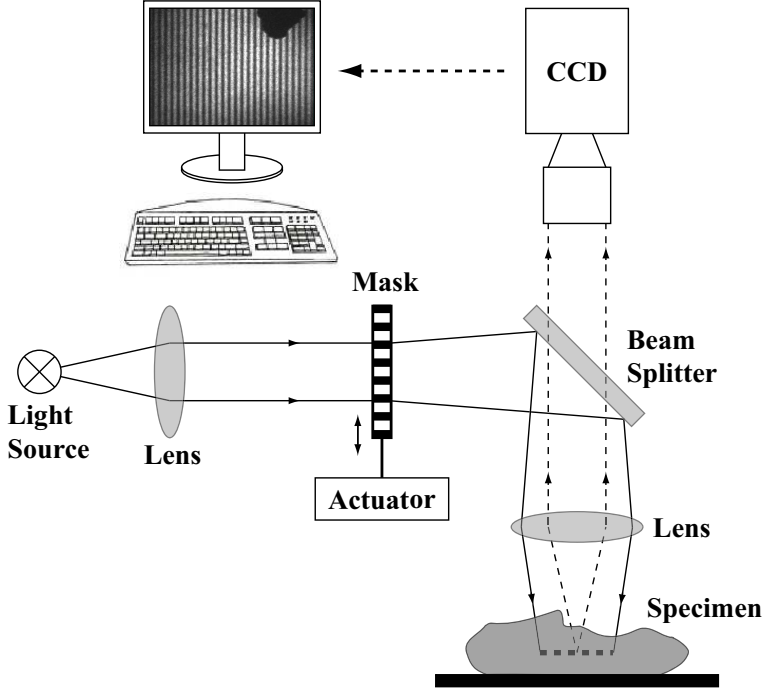 CCD
Mask
Beam
Splitter
Light
Source
Lens
Actuator
Lens
Specimen